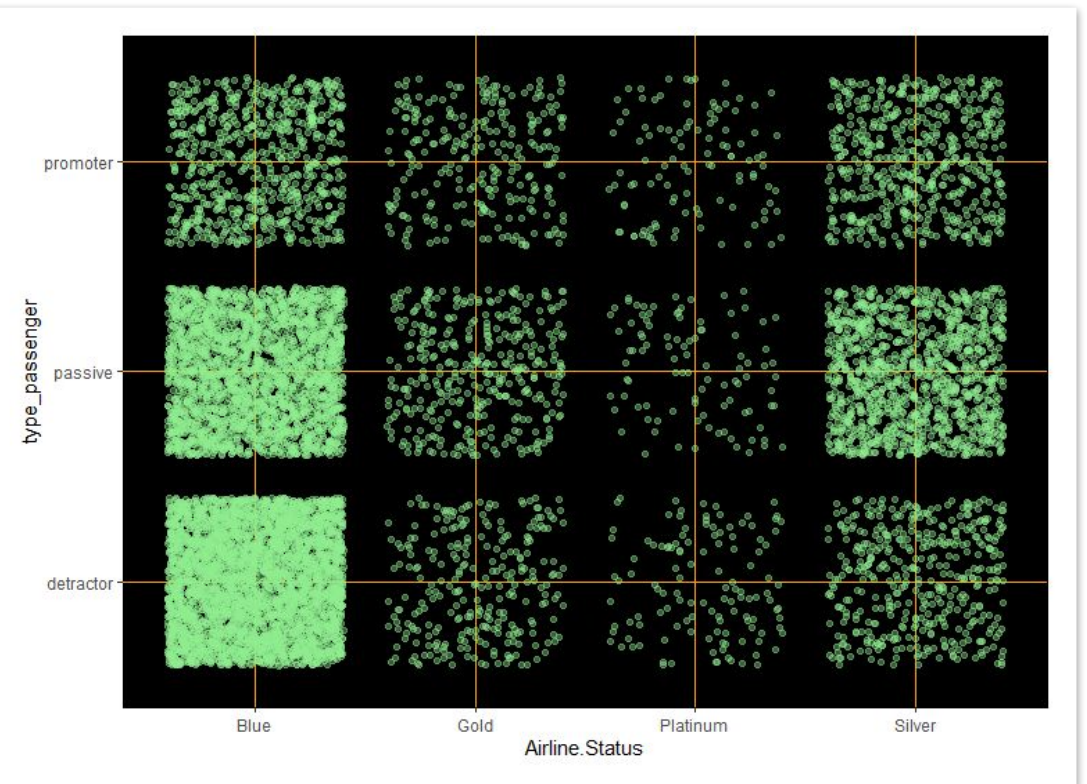 promoter
passive
detractor
type_passenger
Blue Gold Platinum Silver
Airline.Status